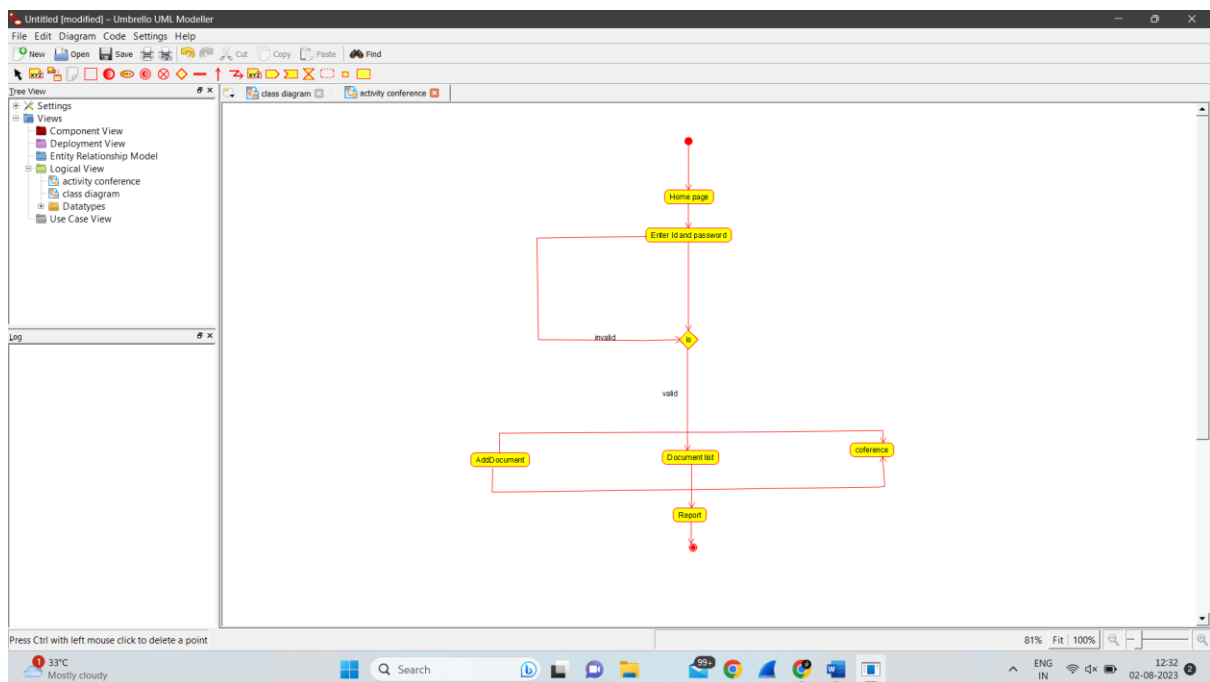 Untitled [modified] – Umbrello UML Modeller
File Edit Diagram Code Settings Help
New Open Save Cut Copy Paste Find
Tree View
class diagram activity conference
Settings
Views
Component View
Deployment View
Entity Relationship Model
Logical View
activity conference
class diagram
Datatypes
Use Case View
Log
Home page
Enter Id and password
invalid
is
valid
AddDocument
Document list
coference
Report
Press Ctrl with left mouse click to delete a point
81% Fit 100%
1
33°C
Mostly cloudy
Search
99+
ENG
IN
12:32
02-08-2023
2